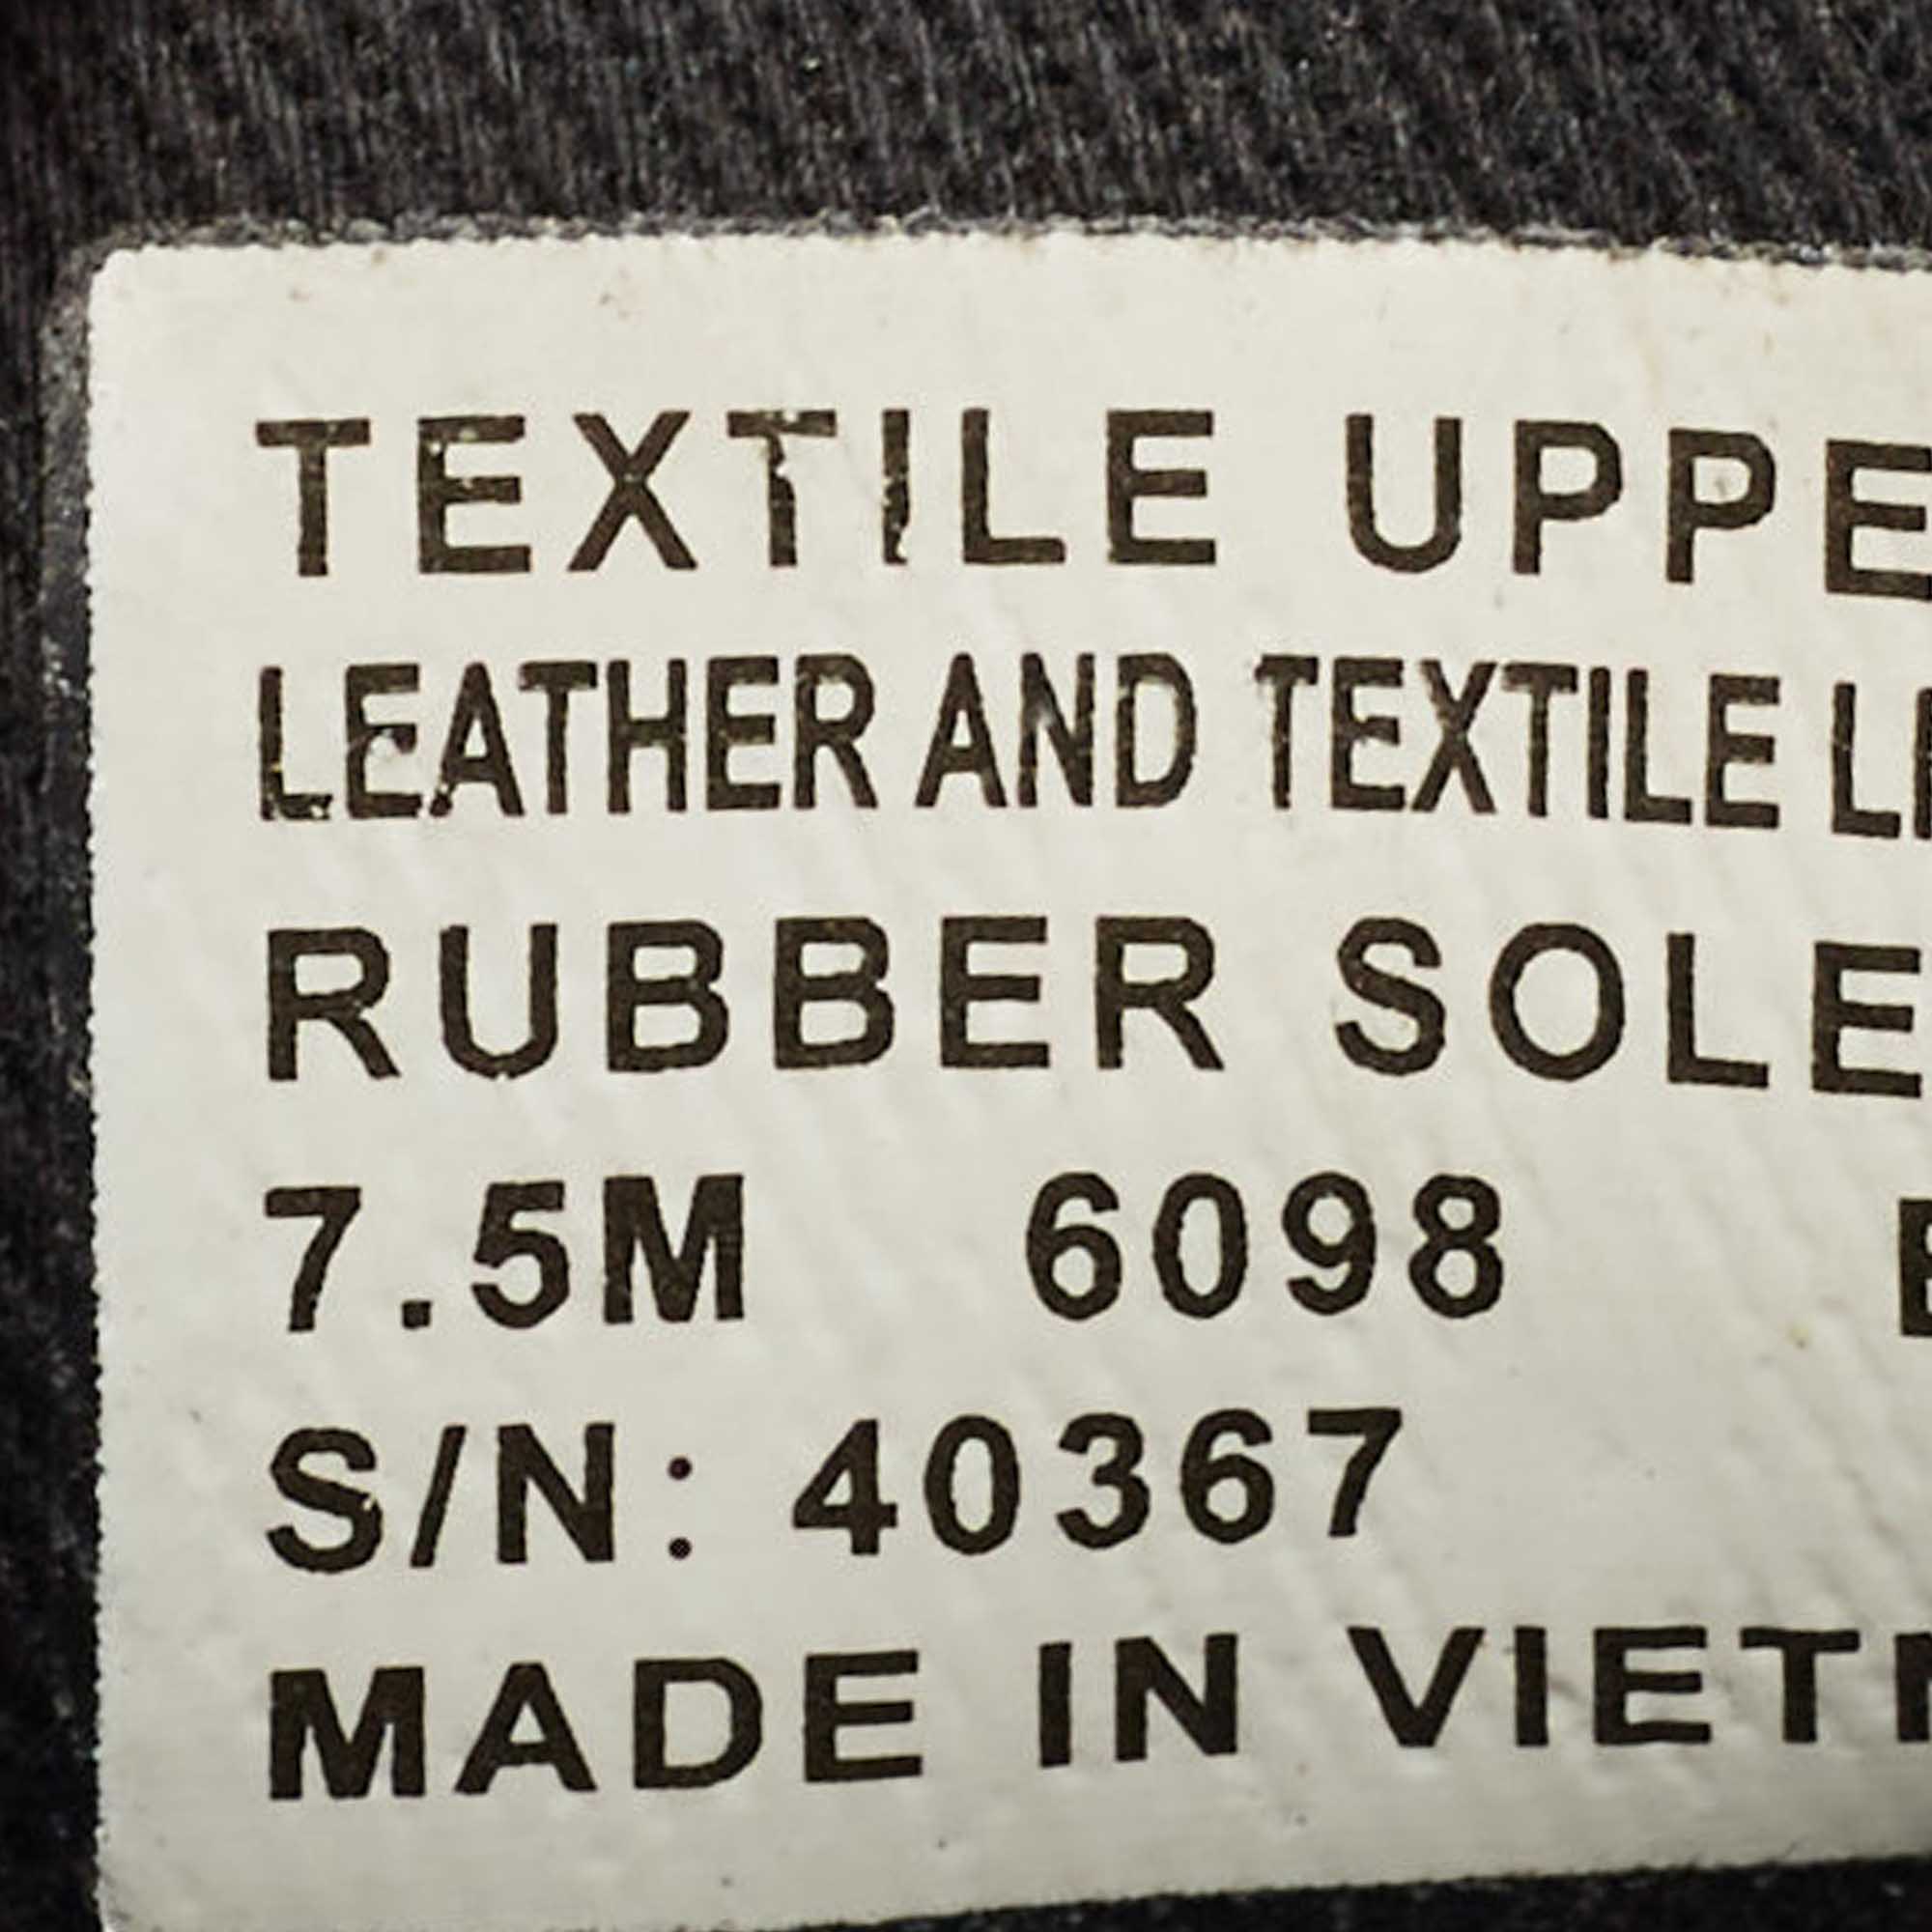 TEXTILE UPPE
LEATHER AND TEXTILE
RUBBER SOLE
7.5M 6098
S/N: 40367
MADE IN VIET